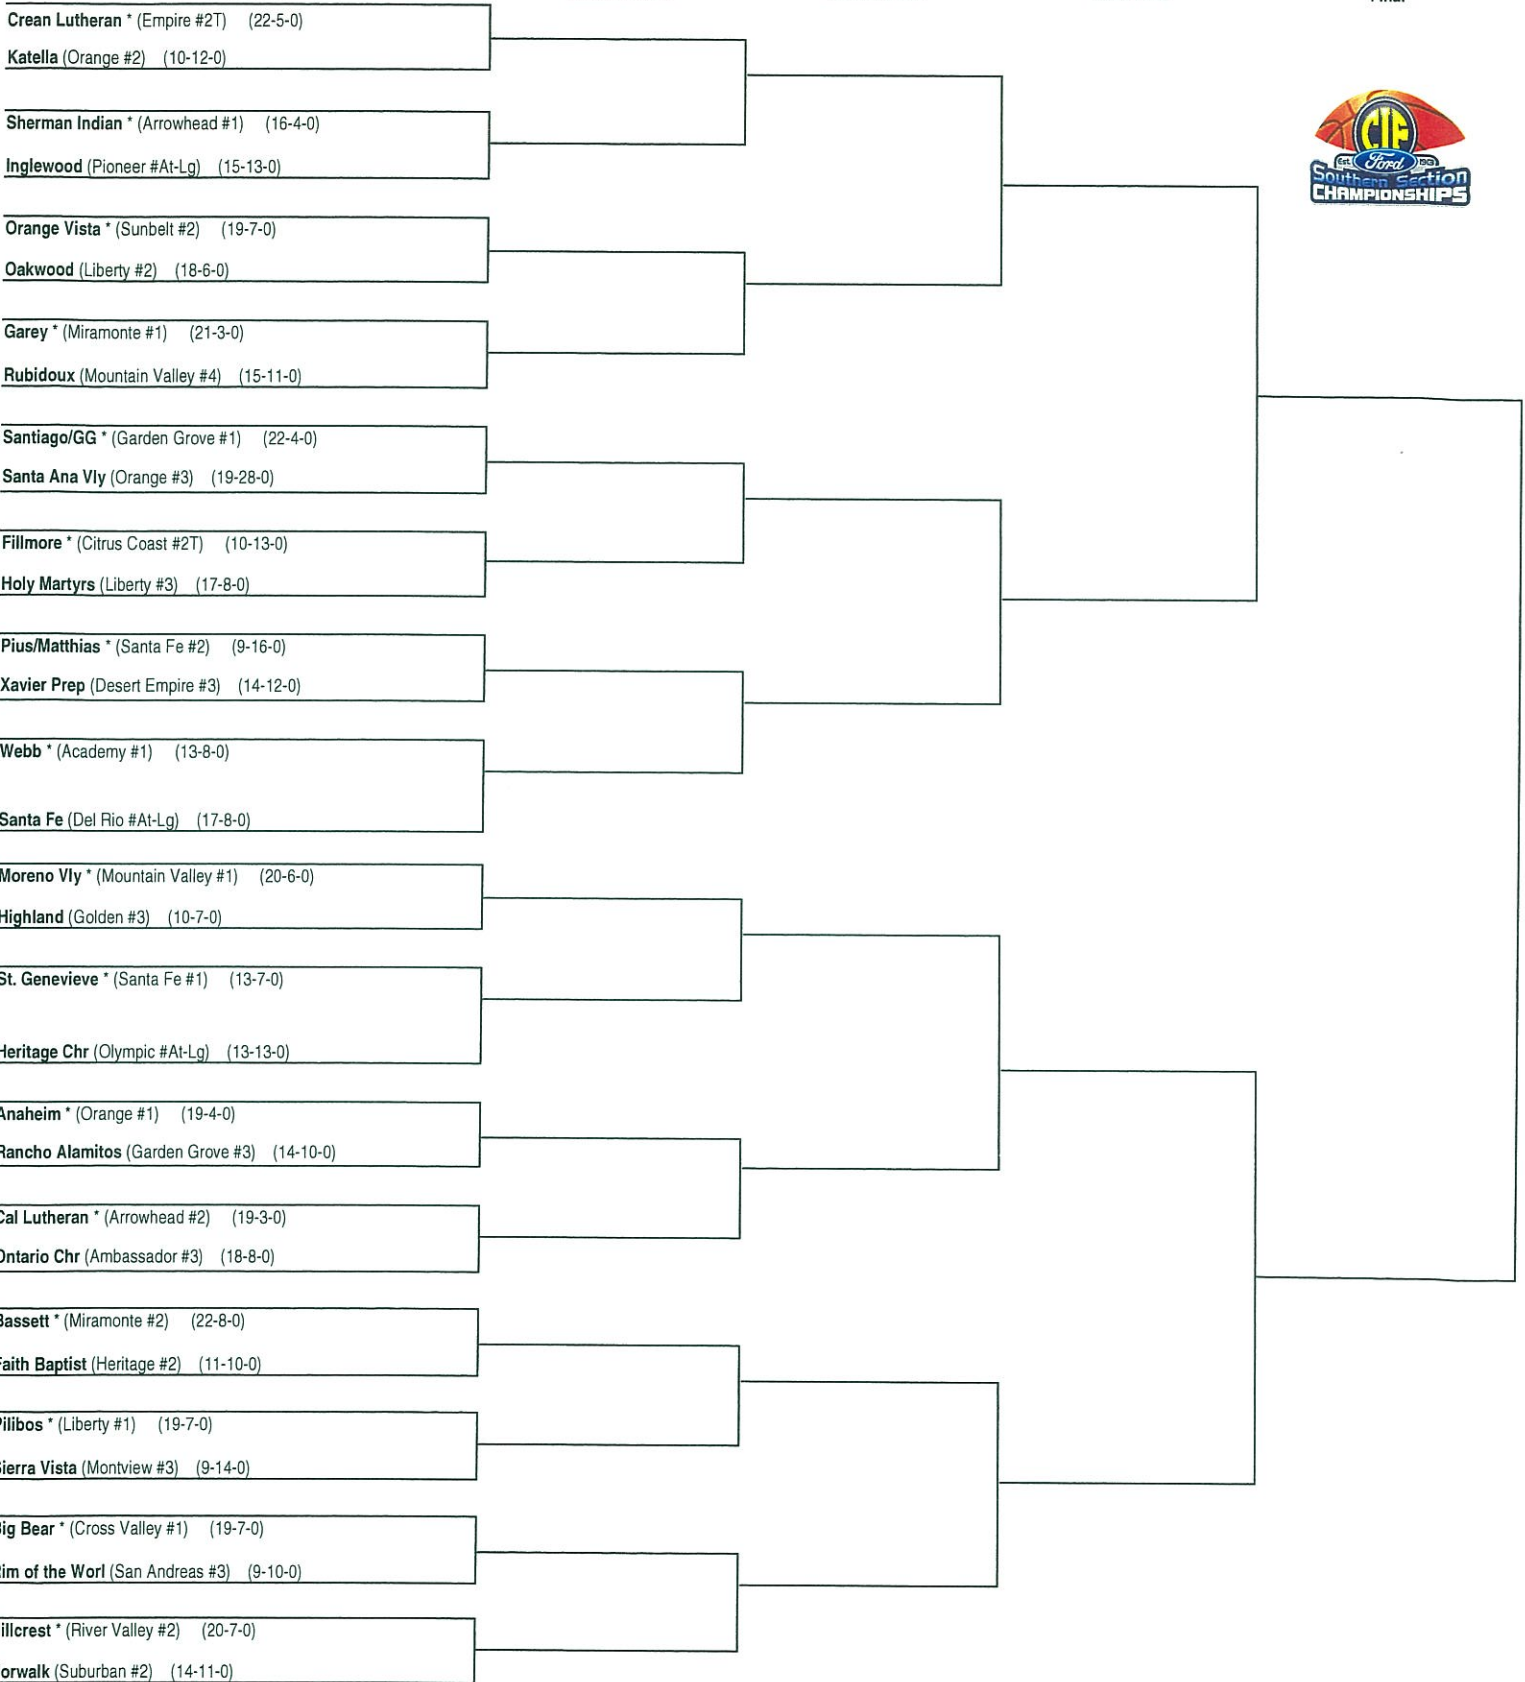 Crean Lutheran * (Empire #2T) (22-5-0)
Katella (Orange #2) (10-12-0)
Sherman Indian * (Arrowhead #1) (16-4-0)
Inglewood (Pioneer #At-Lg) (15-13-0)
Orange Vista * (Sunbelt #2) (19-7-0)
Oakwood (Liberty #2) (18-6-0)
Garey * (Miramonte #1) (21-3-0)
Rubidoux (Mountain Valley #4) (15-11-0)
Santiago/GG * (Garden Grove #1) (22-4-0)
Santa Ana Vly (Orange #3) (19-28-0)
Fillmore * (Citrus Coast #2T) (10-13-0)
Holy Martyrs (Liberty #3) (17-8-0)
Pius/Matthias * (Santa Fe #2) (9-16-0)
Xavier Prep (Desert Empire #3) (14-12-0)
Webb * (Academy #1) (13-8-0)
Santa Fe (Del Rio #At-Lg) (17-8-0)
Moreno Vly * (Mountain Valley #1) (20-6-0)
Highland (Golden #3) (10-7-0)
St. Genevieve * (Santa Fe #1) (13-7-0)
Heritage Chr (Olympic #At-Lg) (13-13-0)
Anaheim * (Orange #1) (19-4-0)
Rancho Alamitos (Garden Grove #3) (14-10-0)
Cal Lutheran * (Arrowhead #2) (19-3-0)
Ontario Chr (Ambassador #3) (18-8-0)
Bassett * (Miramonte #2) (22-8-0)
Faith Baptist (Heritage #2) (11-10-0)
Pilibos * (Liberty #1) (19-7-0)
Sierra Vista (Montview #3) (9-14-0)
ig Bear * (Cross Valley #1) (19-7-0)
im of the Worl (San Andreas #3) (9-10-0)
illcrest * (River Valley #2) (20-7-0)
orwalk (Suburban #2) (14-11-0)
CIF
Est. Ford
Southern Section
CHAMPIONSHIPS